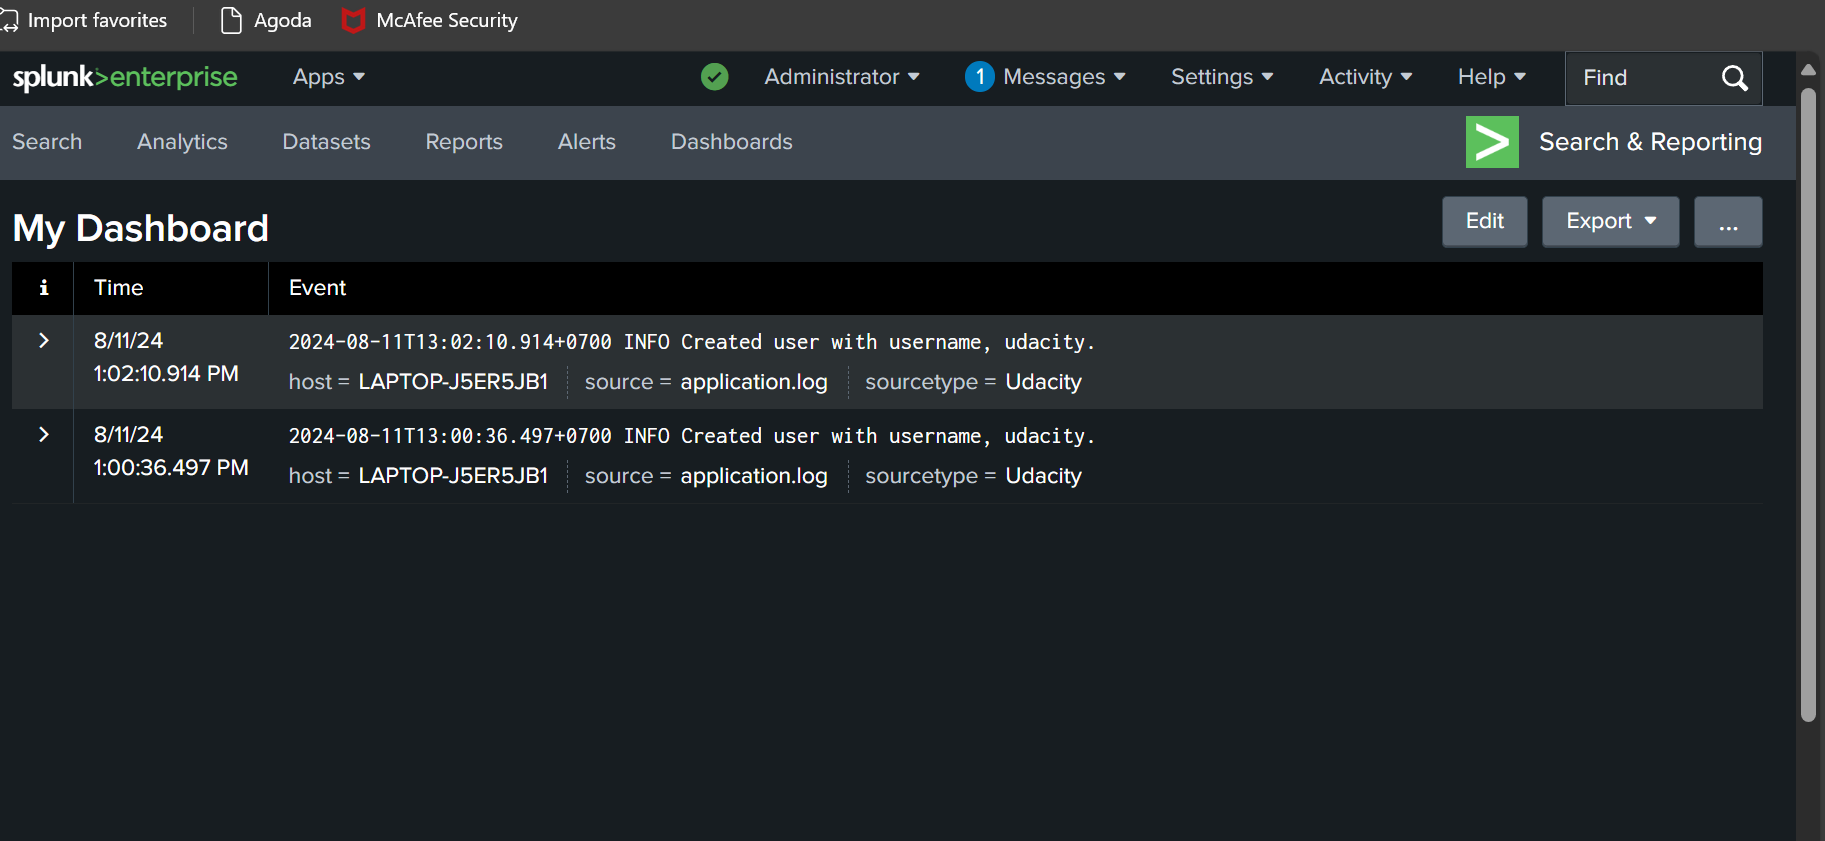 Import favorites Agoda McAfee Security
splunk>enterprise Apps Administrator 1 Messages Settings Activity Help Find
Search Analytics Datasets Reports Alerts Dashboards > Search & Reporting
My Dashboard Edit Export ...
i Time Event
> 8/11/24 2024-08-11T13:02:10.914+0700 INFO Created user with username, udacity.
1:02:10.914 PM host = LAPTOP-J5ER5JB1 source = application.log sourcetype = Udacity
> 8/11/24 2024-08-11T13:00:36.497+0700 INFO Created user with username, udacity.
1:00:36.497 PM host = LAPTOP-J5ER5JB1 source = application.log sourcetype = Udacity